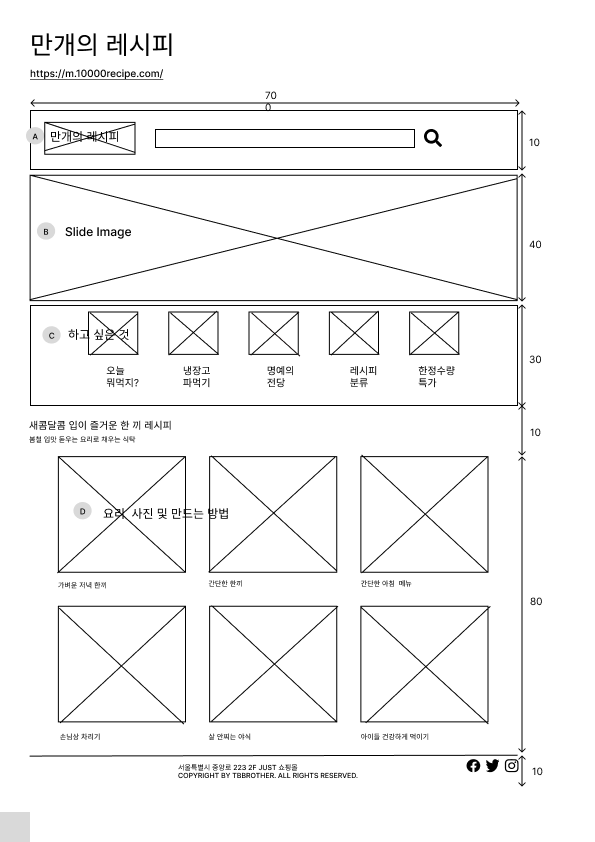 만개의 레시피
https://m.10000recipe.com/
70
0
A
만개의 레시피
10
B
Slide Image
40
C
하고 싶은 것
오늘
뭐먹지?
냉장고
파먹기
명예의
전당
레시피
분류
한정수량
특가
30
새콤달콤 입이 즐거운 한 끼 레시피
봄철 입맛 돋우는 요리로 채우는 식탁
10
D
요리 사진 및 만드는 방법
가벼운 저녁 한끼
간단한 한끼
간단한 아침 메뉴
80
손님상 차리기
살 안찌는 야식
아이들 건강하게 먹이기
서울특별시 중앙로 223 2F JUST 쇼핑몰
COPYRIGHT BY TBBROTHER. ALL RIGHTS RESERVED.
10